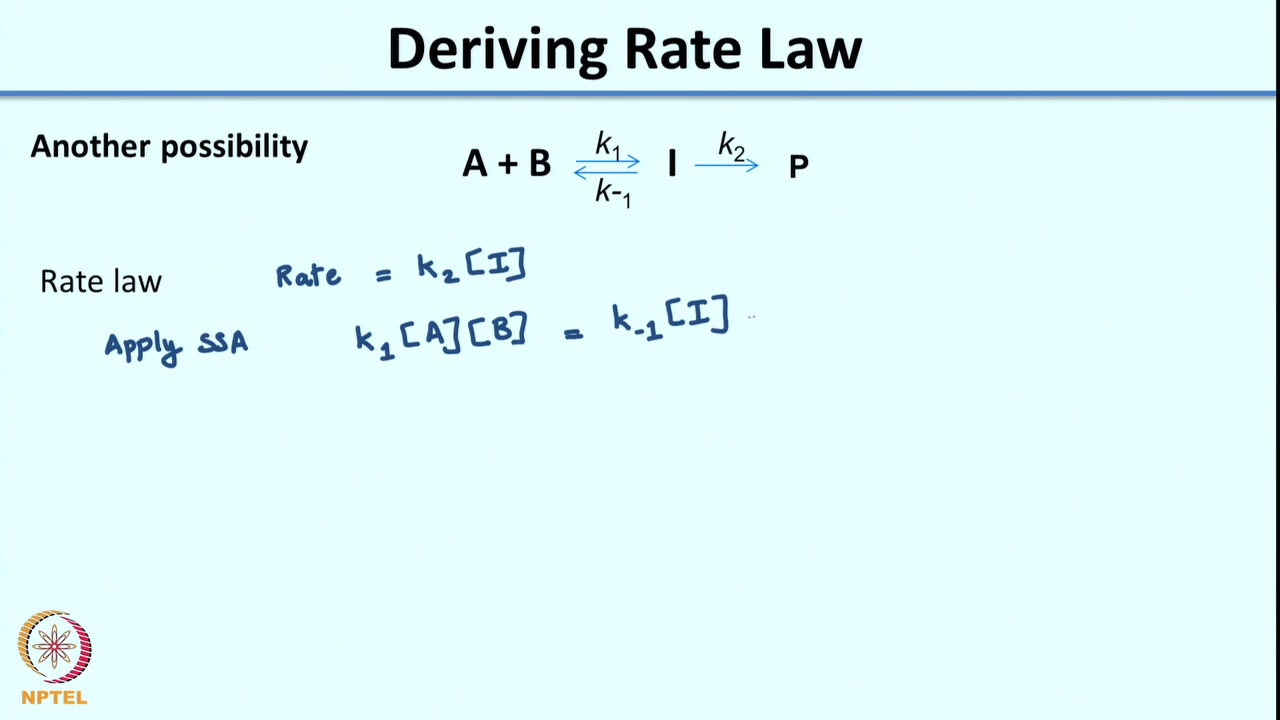 Deriving Rate Law
Another possibility
A + B ⇌ I → P
k1 k2
k-1
Rate law Rate = k2[I]
Apply SSA k1[A][B] = k-1[I]
NPTEL